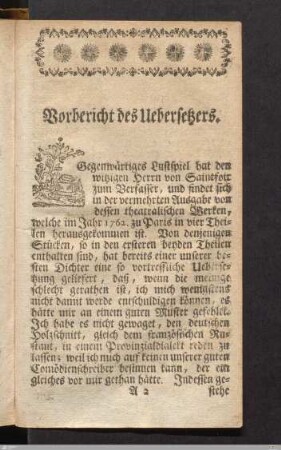 Vorbericht des Uebersetzers.
Gegenwärtiges Lustspiel hat den
witzigen Herrn von Saintfoix
zum Verfasser, und findet sich
in der vermehrten Ausgabe von
dessen theatralischen Werken,
welche im Jahr 1762. zu Paris in vier Thei-
len herausgekommen ist. Von denjenigen
Stücken, so in den ersteren beyden Theilen
enthalten sind, hat bereits einer unserer be-
sten Dichter eine so vortrefliche Ueberse-
tzung geliefert, daß, wenn die meinige
schlecht gerathen ist, ich mich wenigstens
nicht damit werde entschuldigen können, es
hätte mir an einem guten Muster gefehlet.
Ich habe es nicht gewaget, den deutschen
Holzschnitt, gleich dem französischen Ru-
stant, in einem Provinzialdialekt reden zu
lassen; weil ich mich auf keinen unserer guten
Comödienschreiber besinnen kann, der ein
gleiches vor mir gethan hätte. Indessen ge-
A 2 stehe